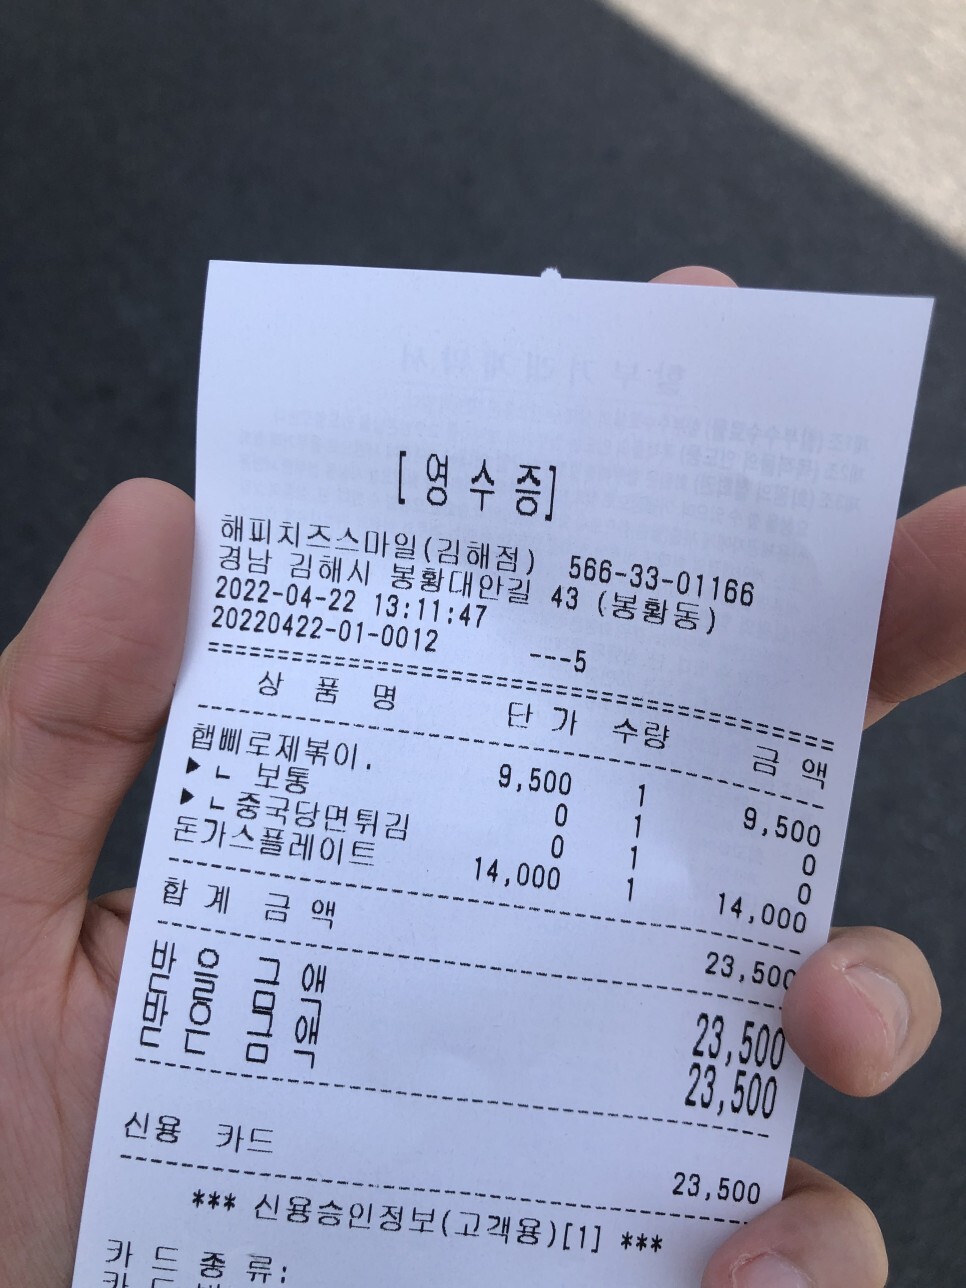 [영수증]
해피치즈스마일(김해점) 566-33-01166
경남 김해시 봉황대안길 43 (봉황동)
2022-04-22 13:11:47
20220422-01-0012 ---5
상 품 명 단 가 수량 금 액
햅삐로제볶이. 9,500 1 9,500
▶ㄴ 보통 0 1 0
▶ㄴ중국당면튀김 0 1 0
돈가스플레이트 14,000 1 14,000
합 계 금 액 23,500
받 을 금 액 23,500
받 은 금 액 23,500
신용 카드 23,500
*** 신용승인정보(고객용)[1] ***
카 드 종 류: